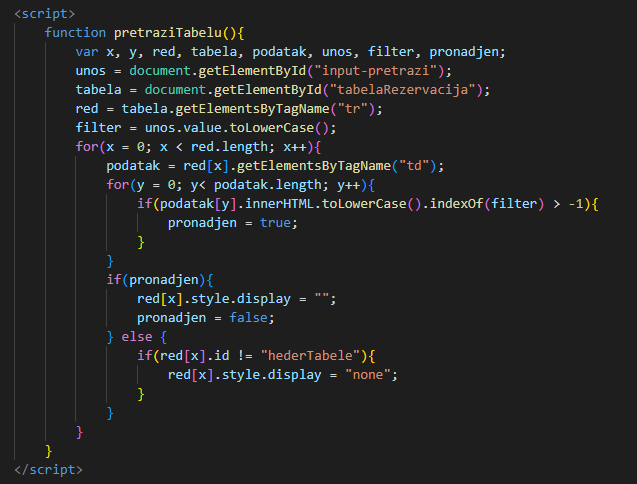 <script>
    function pretraziTabelu(){
        var x, y, red, tabela, podatak, unos, filter, pronadjen;
        unos = document.getElementById("input-pretrazi");
        tabela = document.getElementById("tabelaRezervacija");
        red = tabela.getElementsByTagName("tr");
        filter = unos.value.toLowerCase();
        for(x = 0; x < red.length; x++){
            podatak = red[x].getElementsByTagName("td");
            for(y = 0; y< podatak.length; y++){
                if(podatak[y].innerHTML.toLowerCase().indexOf(filter) > -1){
                    pronadjen = true;
                }
            }
            if(pronadjen){
                red[x].style.display = "";
                pronadjen = false;
            } else {
                if(red[x].id != "hederTabele"){
                    red[x].style.display = "none";
                }
            }
        }
    }
</script>